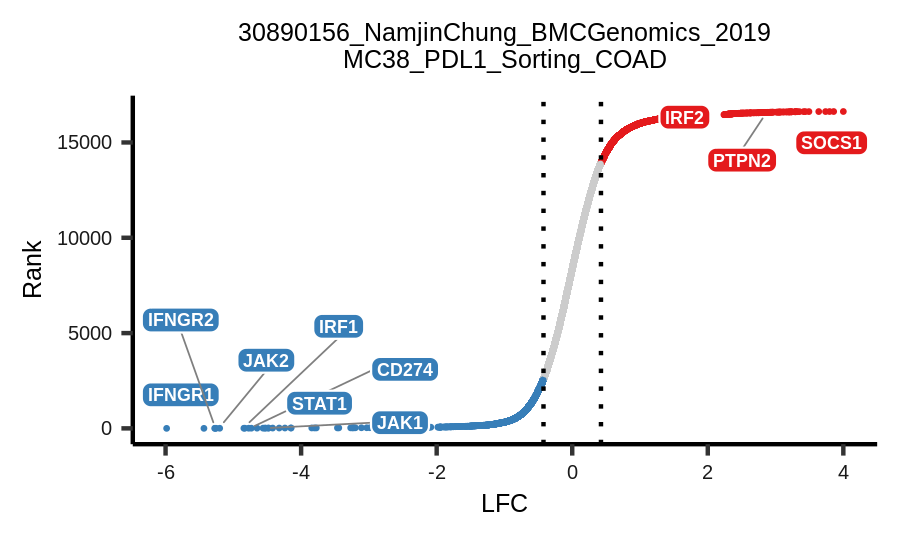 30890156_NamjinChung_BMCGenomics_2019
MC38_PDL1_Sorting_COAD
Rank
15000
10000
5000
0
IRF2
PTPN2
SOCS1
IFNGR2
IRF1
JAK2
CD274
IFNGR1
STAT1
JAK1
-6
-4
-2
0
2
4
LFC